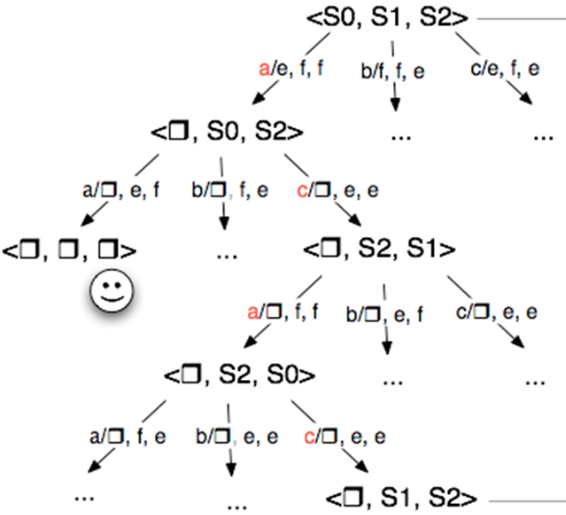 <S0, S1, S2>
a/e, f, f b/f, f, e c/e, f, e
<❒, S0, S2> ... ...
a/❒, e, f b/❒, f, e c/❒, e, e
<❒, ❒, ❒> ... <❒, S2, S1>
a/❒, f, f b/❒, e, f c/❒, e, e
<❒, S2, S0> ... ...
a/❒, f, e b/❒, e, e c/❒, e, e
... ... <❒, S1, S2>